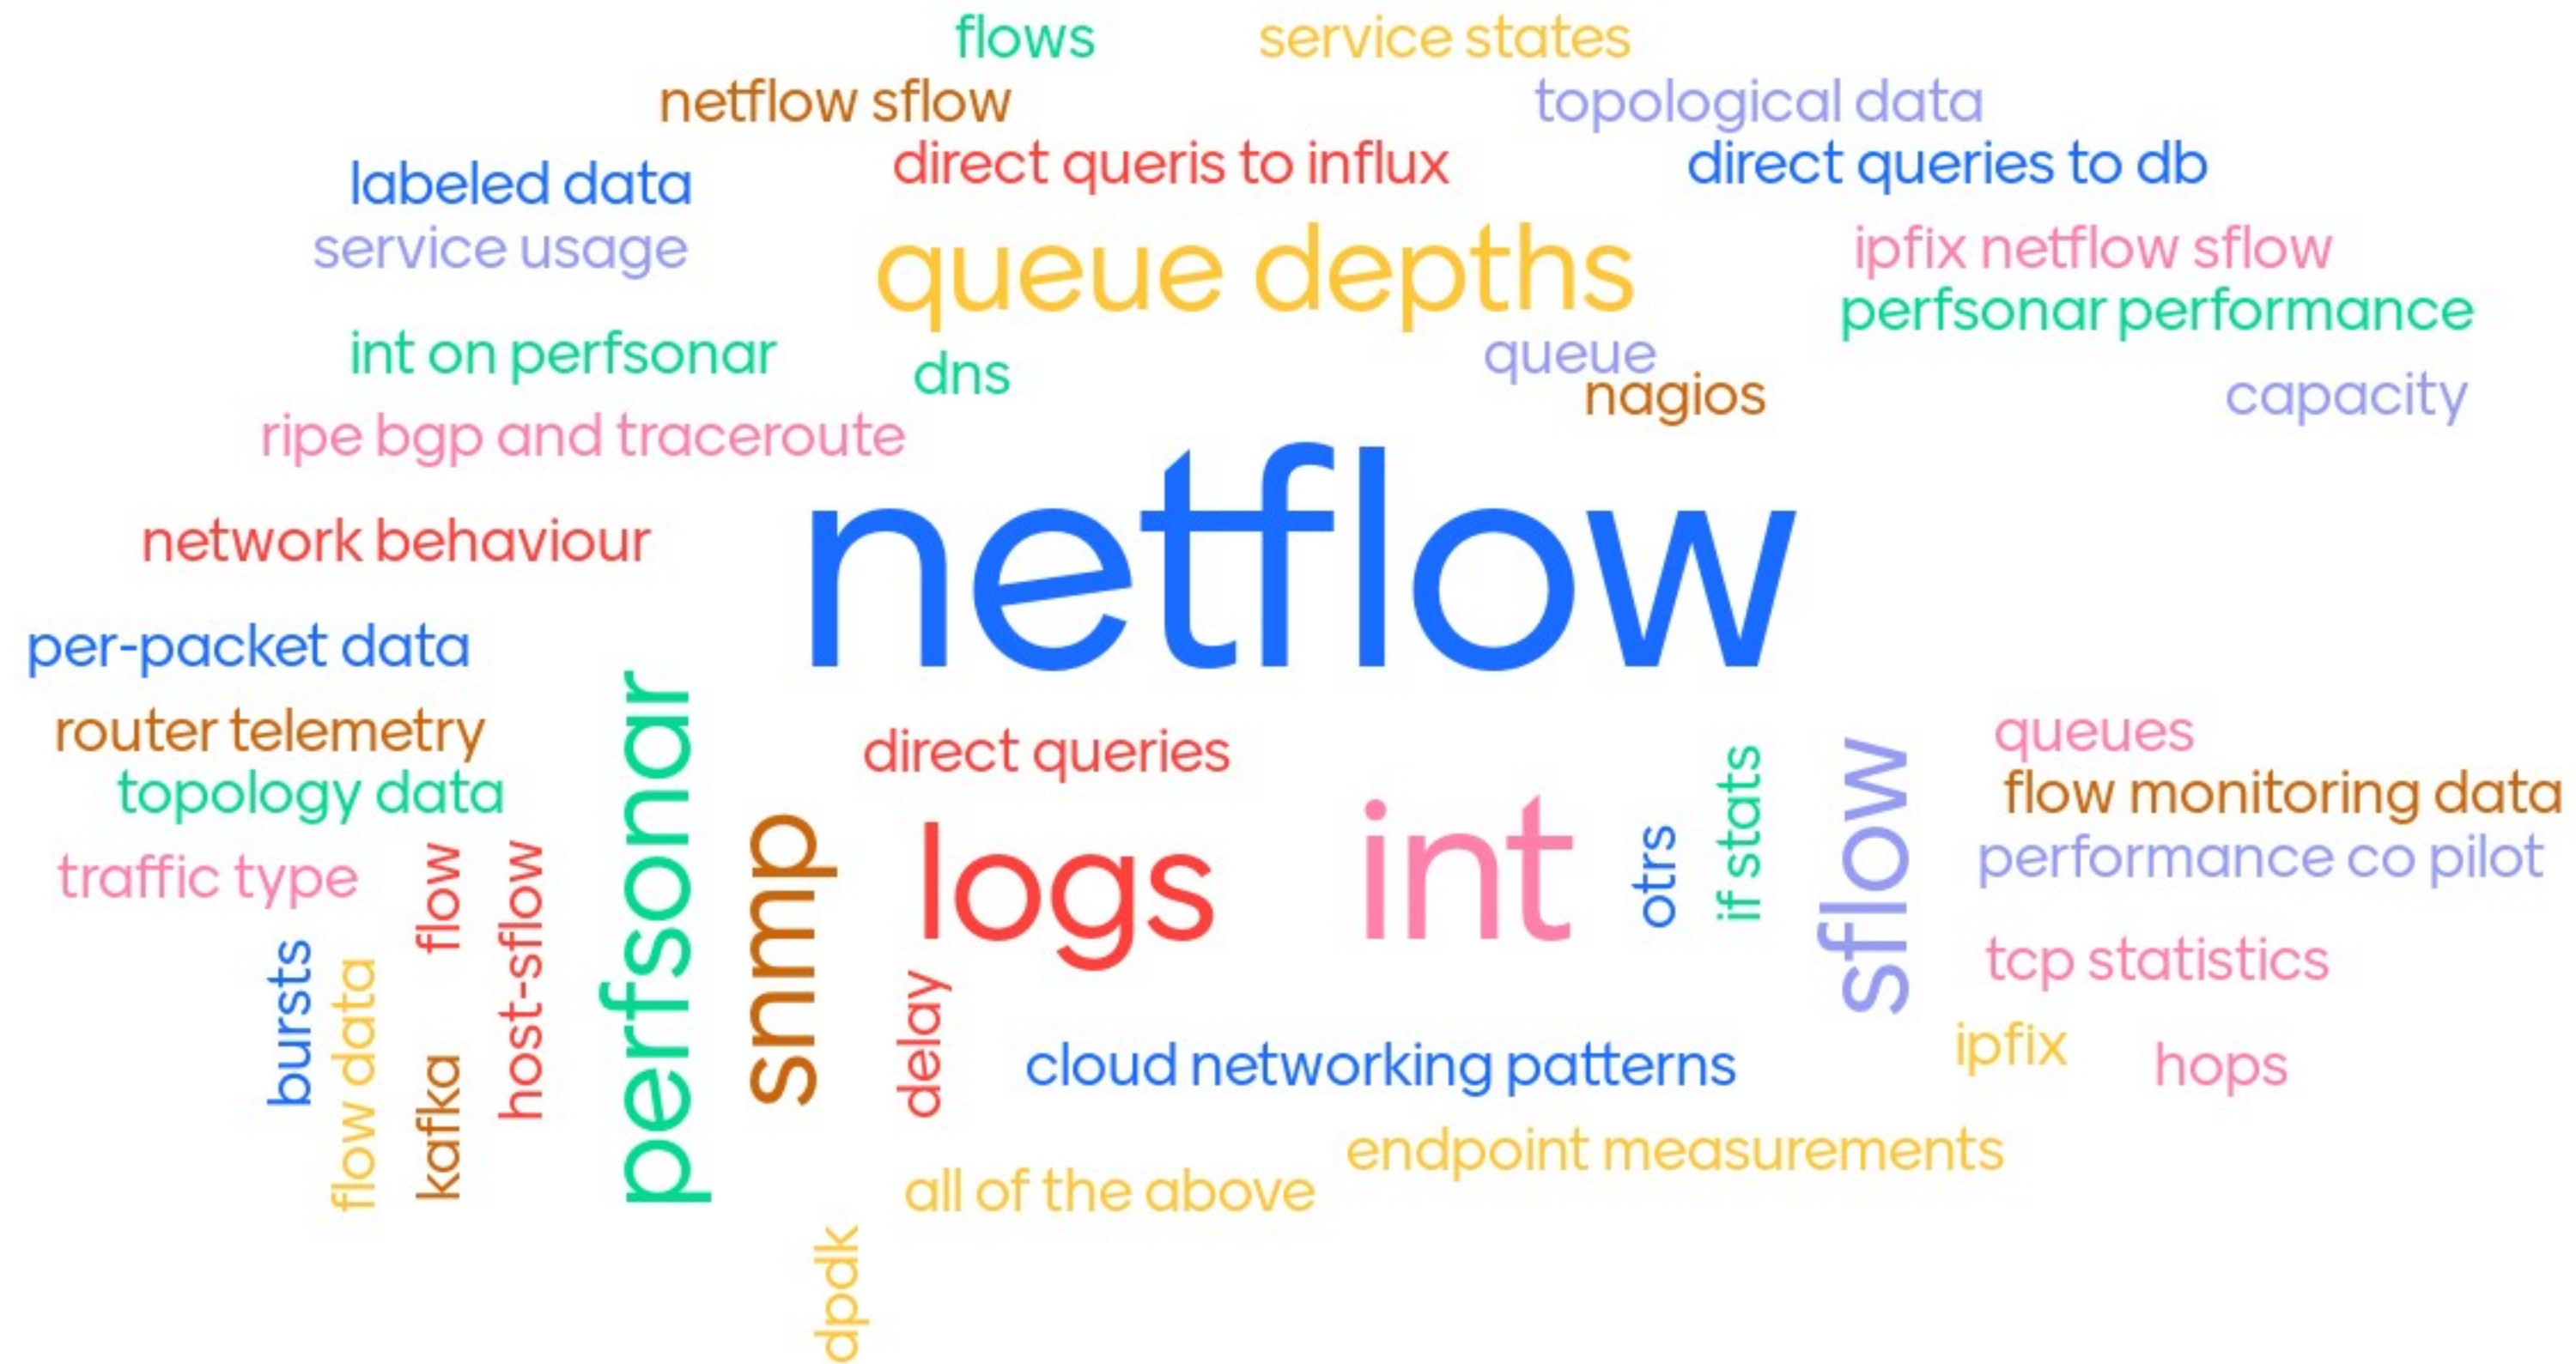 flows
service states
netflow sflow
topological data
direct queris to influx
direct queries to db
labeled data
service usage
queue depths
ipfix netflow sflow
perfsonar performance
int on perfsonar
dns
queue
nagios
capacity
ripe bgp and traceroute
netflow
network behaviour
per-packet data
router telemetry
topology data
traffic type
perfsonar
direct queries
queues
flow monitoring data
performance co pilot
snmp
logs
int
otrs
if stats
sflow
flow
host-sflow
bursts
flow data
kafka
delay
tcp statistics
cloud networking patterns
ipfix
hops
endpoint measurements
all of the above
dpdk